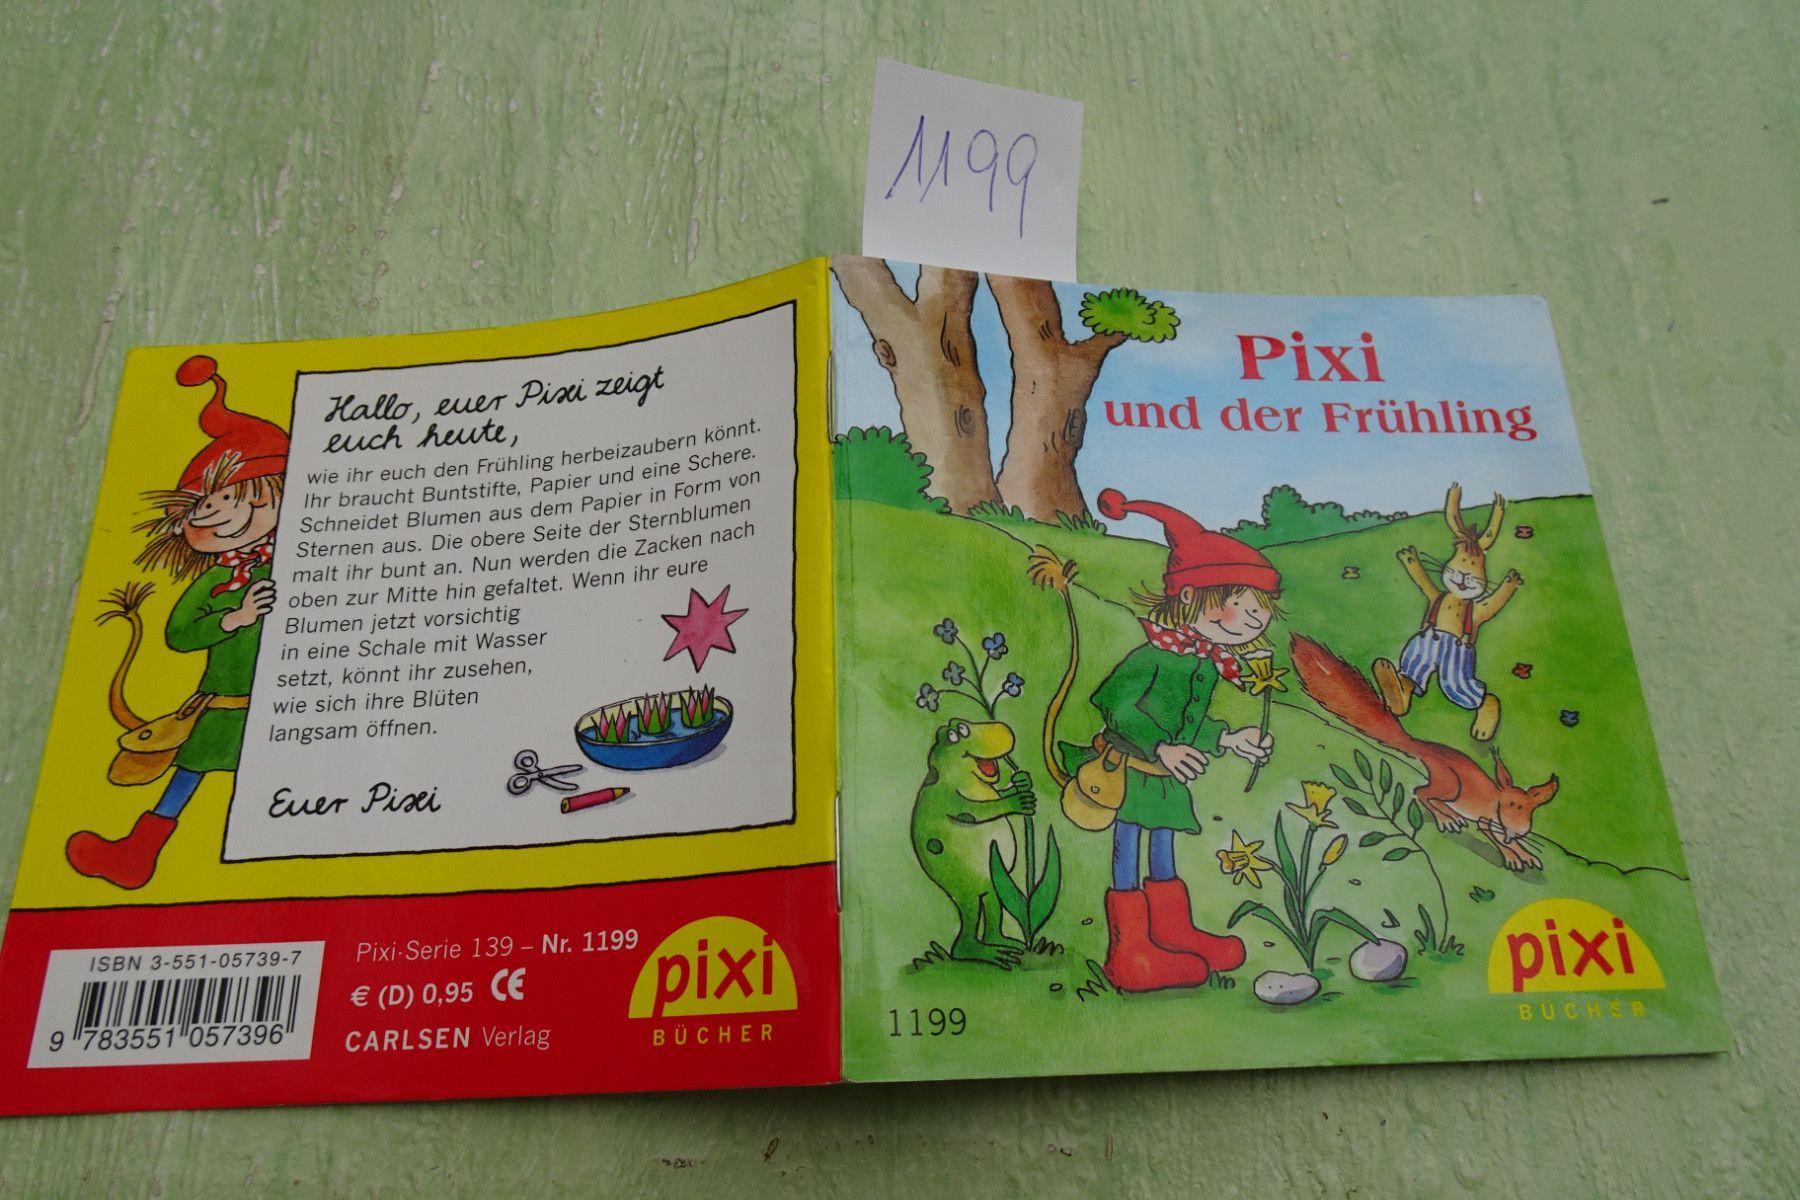 1199
Hallo, euer Pixi zeigt
euch heute,
wie ihr euch den Frühling herbeizaubern könnt.
Ihr braucht Buntstifte, Papier und eine Schere.
Schneidet Blumen aus dem Papier in Form von
Sternen aus. Die obere Seite der Sternblumen
malt ihr bunt an. Nun werden die Zacken nach
oben zur Mitte hin gefaltet. Wenn ihr eure
Blumen jetzt vorsichtig
in eine Schale mit Wasser
setzt, könnt ihr zusehen,
wie sich ihre Blüten
langsam öffnen.
Euer Pixi
ISBN 3-551-05739-7
9 783551 057396
Pixi-Serie 139 – Nr. 1199
€ (D) 0,95 CE
CARLSEN Verlag
pixi
BÜCHER
Pixi
und der Frühling
1199
pixi
BÜCHER